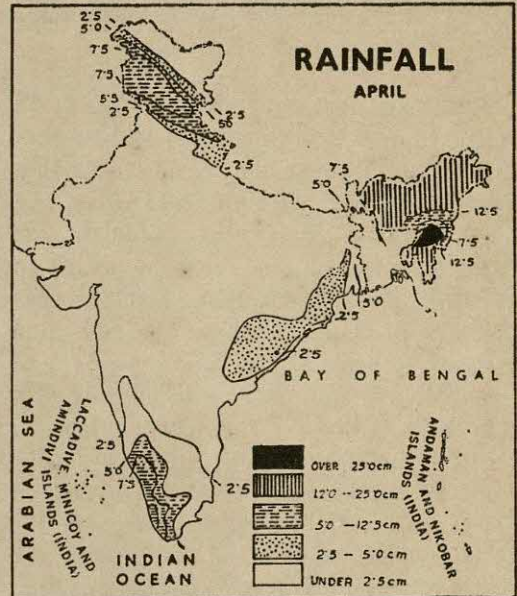 RAINFALL
APRIL
2·5
5·0
7·5
7·5
5·5
2·5
2·5
50
2·5
7·5
5·0
12·5
7·5
12·5
5·0
2·5
2·5
BAY OF BENGAL
2·5
5·0
7·5
2·5
ARABIAN SEA
LACCADIVE, MINICOY AND
AMINDIVI ISLANDS (INDIA)
INDIAN
OCEAN
ANDAMAN AND NIKOBAR
ISLANDS (INDIA)
OVER 25·0cm
12·0 -- 25·0cm
5·0 — 12·5cm
2·5 — 5·0cm
UNDER 2·5cm